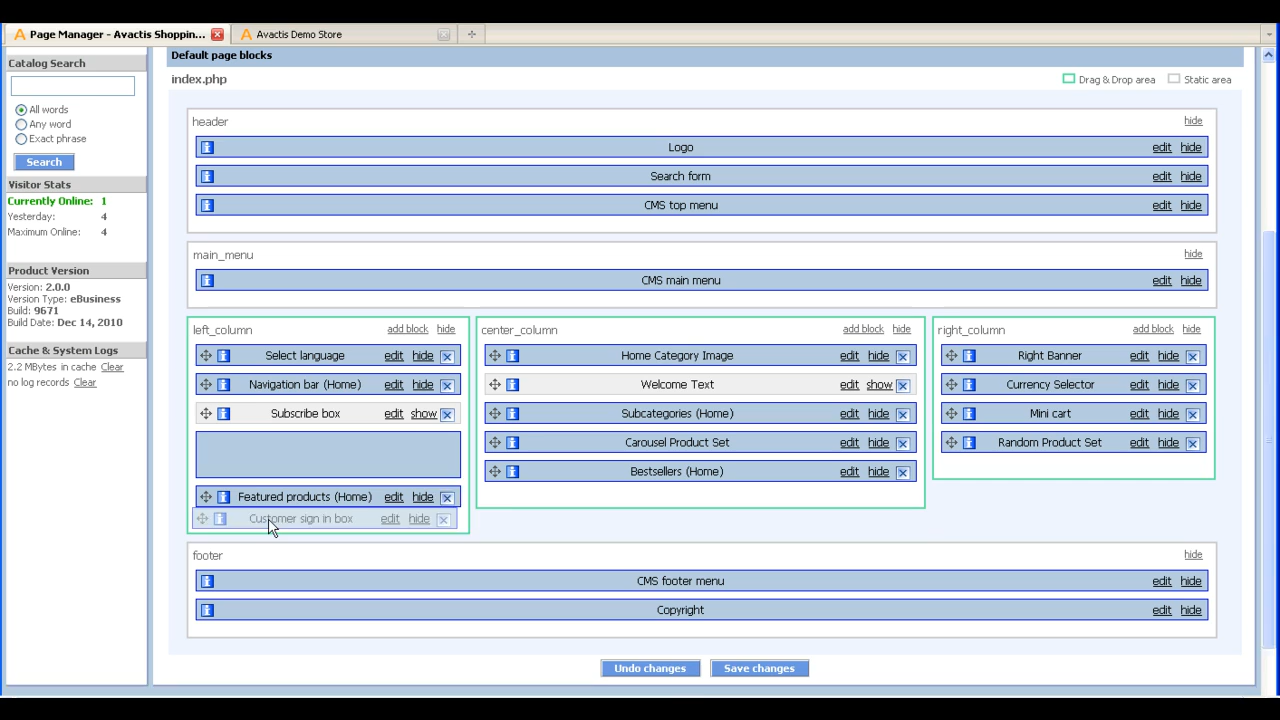 Page Manager - Avactis Shoppin...
Avactis Demo Store
Catalog Search
All words
Any word
Exact phrase
Search
Visitor Stats
Currently Online: 1
Yesterday: 4
Maximum Online: 4
Product Version
Version: 2.0.0
Version Type: eBusiness
Build: 9671
Build Date: Dec 14, 2010
Cache & System Logs
2.2 MBytes in cache Clear
no log records Clear
Default page blocks
index.php
Drag & Drop area
Static area
header hide
Logo edit hide
Search form edit hide
CMS top menu edit hide
main_menu hide
CMS main menu edit hide
left_column add block hide
Select language edit hide
Navigation bar (Home) edit hide
Subscribe box edit show
Featured products (Home) edit hide
Customer sign in box edit hide
center_column add block hide
Home Category Image edit hide
Welcome Text edit show
Subcategories (Home) edit hide
Carousel Product Set edit hide
Bestsellers (Home) edit hide
right_column add block hide
Right Banner edit hide
Currency Selector edit hide
Mini cart edit hide
Random Product Set edit hide
footer hide
CMS footer menu edit hide
Copyright edit hide
Undo changes
Save changes